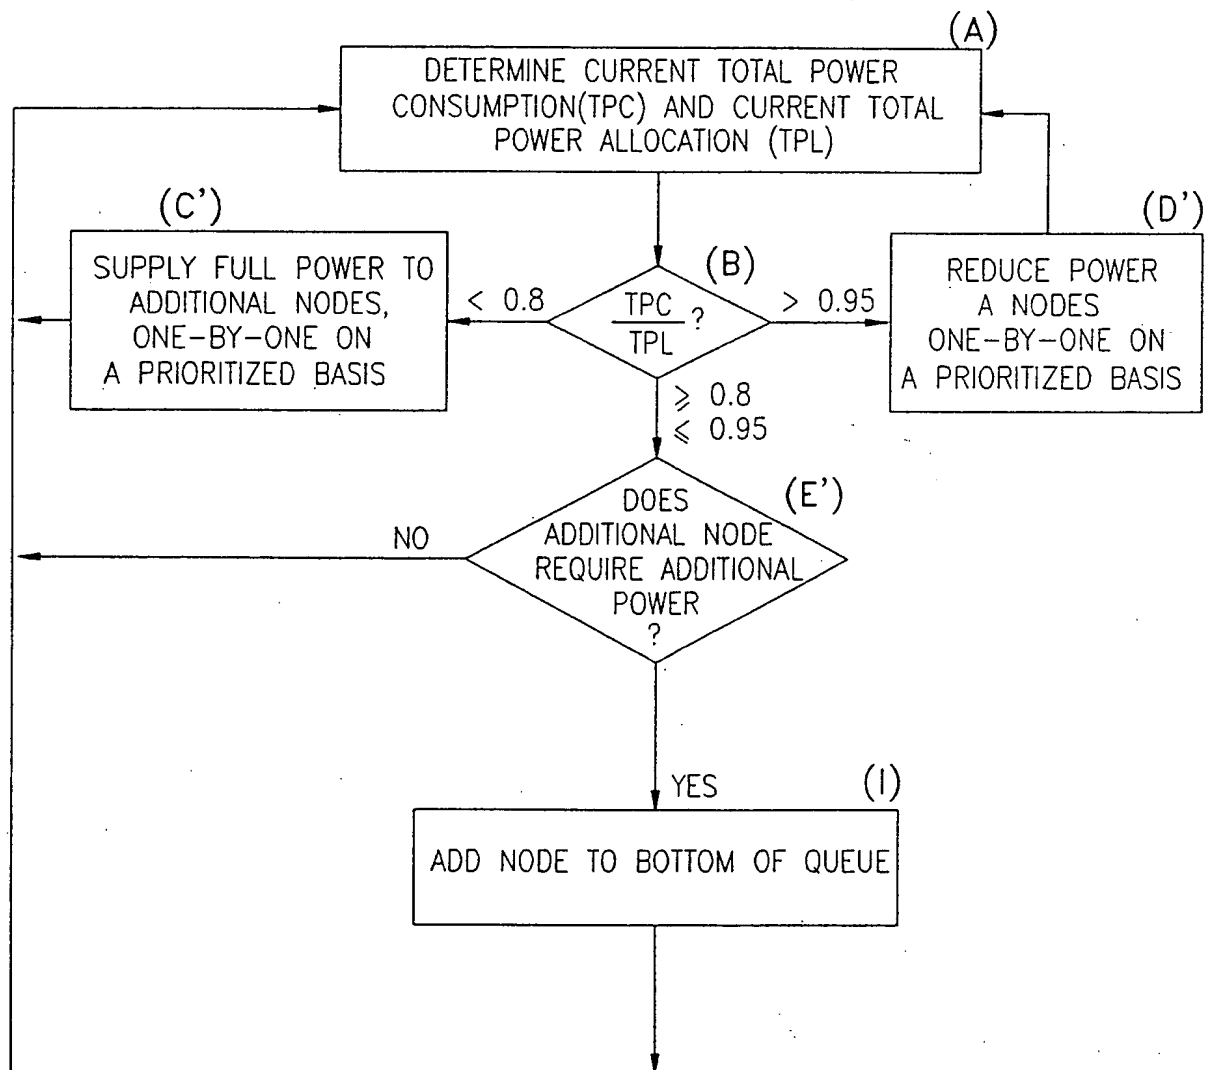 (A)
DETERMINE CURRENT TOTAL POWER
CONSUMPTION(TPC) AND CURRENT TOTAL
POWER ALLOCATION (TPL)
(C')
SUPPLY FULL POWER TO
ADDITIONAL NODES,
ONE-BY-ONE ON
A PRIORITIZED BASIS
< 0.8
(B)
TPC
TPL
?
> 0.95
(D')
REDUCE POWER
A NODES
ONE-BY-ONE ON
A PRIORITIZED BASIS
⩾ 0.8
⩽ 0.95
(E')
DOES
ADDITIONAL NODE
REQUIRE ADDITIONAL
POWER
?
NO
YES
(I)
ADD NODE TO BOTTOM OF QUEUE